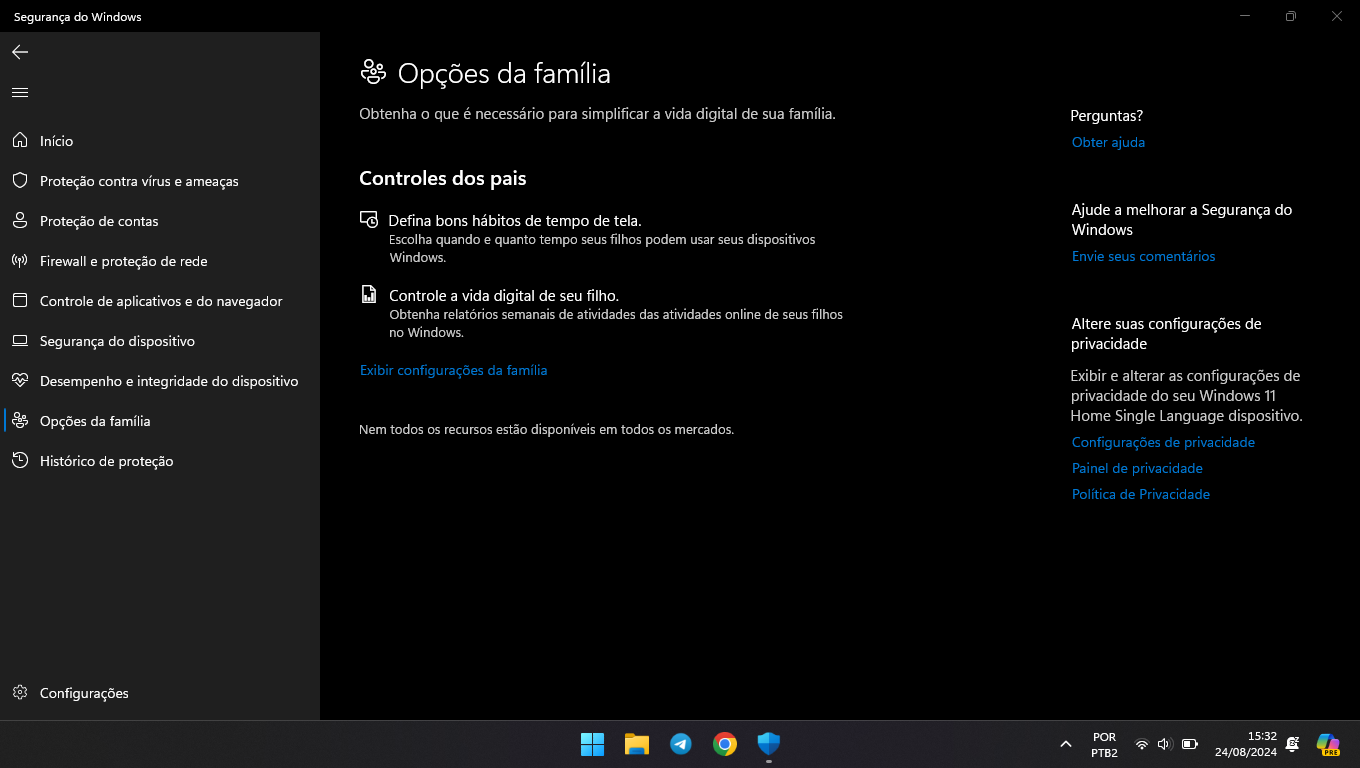 Segurança do Windows
Início
Proteção contra vírus e ameaças
Proteção de contas
Firewall e proteção de rede
Controle de aplicativos e do navegador
Segurança do dispositivo
Desempenho e integridade do dispositivo
Opções da família
Histórico de proteção
Configurações
Opções da família
Obtenha o que é necessário para simplificar a vida digital de sua família.
Controles dos pais
Defina bons hábitos de tempo de tela.
Escolha quando e quanto tempo seus filhos podem usar seus dispositivos
Windows.
Controle a vida digital de seu filho.
Obtenha relatórios semanais de atividades das atividades online de seus filhos
no Windows.
Exibir configurações da família
Nem todos os recursos estão disponíveis em todos os mercados.
Perguntas?
Obter ajuda
Ajude a melhorar a Segurança do
Windows
Envie seus comentários
Altere suas configurações de
privacidade
Exibir e alterar as configurações de
privacidade do seu Windows 11
Home Single Language dispositivo.
Configurações de privacidade
Painel de privacidade
Política de Privacidade
POR
PTB2
15:32
24/08/2024
PRE